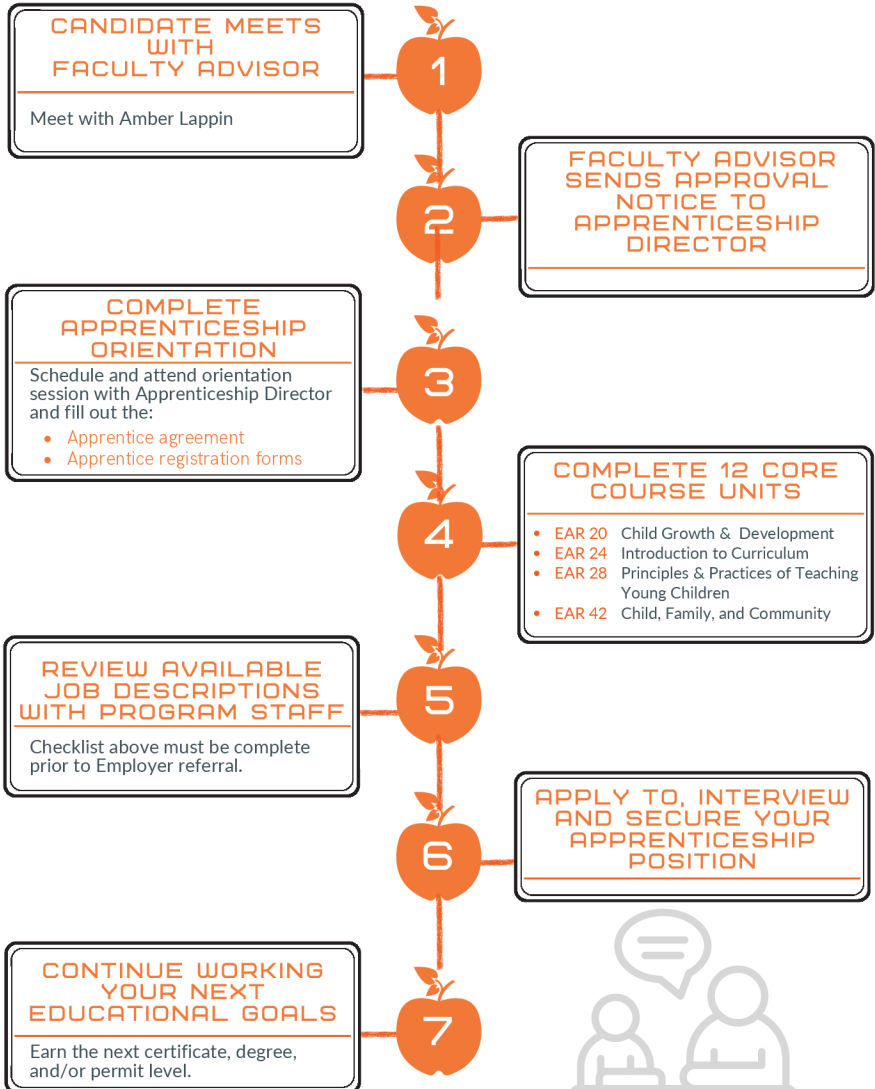 CANDIDATE MEETS
WITH
FACULTY ADVISOR
Meet with Amber Lappin
1
2
FACULTY ADVISOR
SENDS APPROVAL
NOTICE TO
APPRENTICESHIP
DIRECTOR
COMPLETE
APPRENTICESHIP
ORIENTATION
Schedule and attend orientation
session with Apprenticeship Director
and fill out the:
• Apprentice agreement
• Apprentice registration forms
3
4
COMPLETE 12 CORE
COURSE UNITS
• EAR 20 Child Growth & Development
• EAR 24 Introduction to Curriculum
• EAR 28 Principles & Practices of Teaching
Young Children
• EAR 42 Child, Family, and Community
REVIEW AVAILABLE
JOB DESCRIPTIONS
WITH PROGRAM STAFF
Checklist above must be complete
prior to Employer referral.
5
6
APPLY TO, INTERVIEW
AND SECURE YOUR
APPRENTICESHIP
POSITION
CONTINUE WORKING
YOUR NEXT
EDUCATIONAL GOALS
Earn the next certificate, degree,
and/or permit level.
7